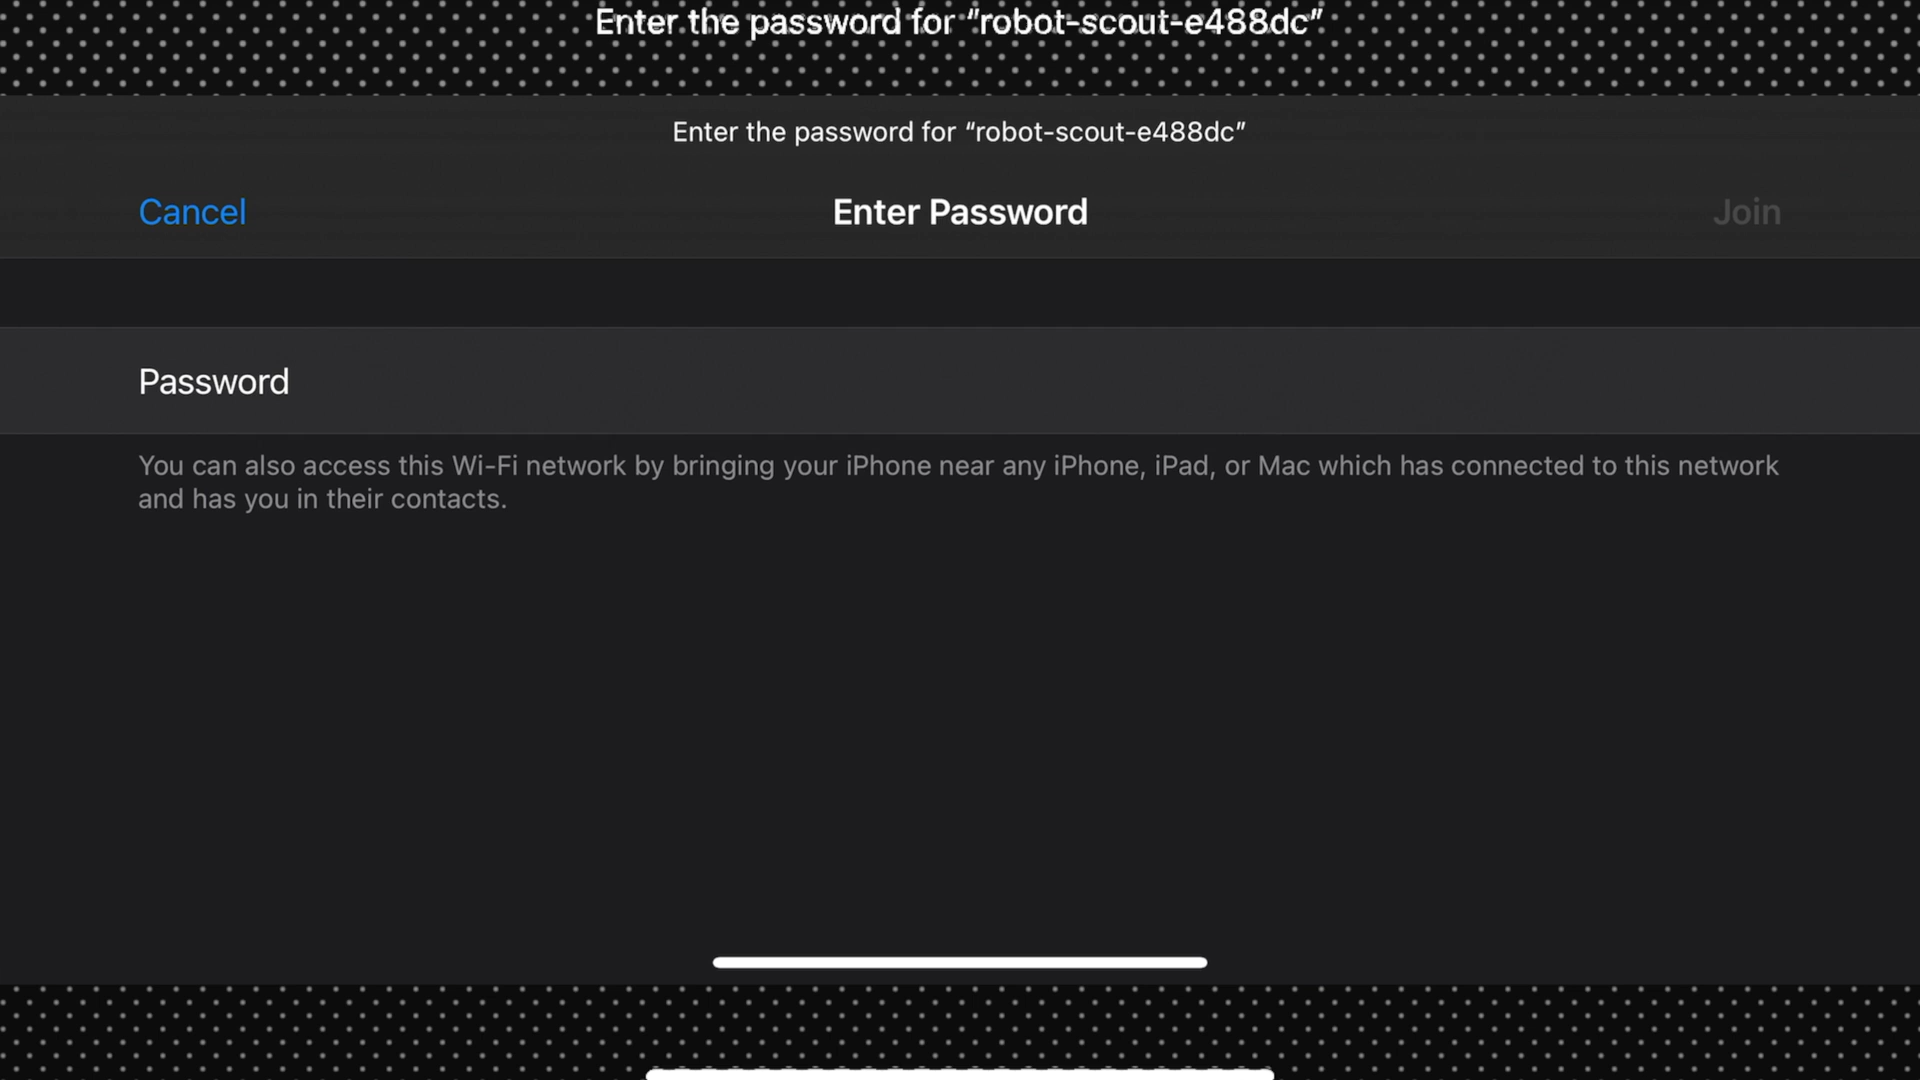 Enter the password for “robot-scout-e488dc”
Enter the password for “robot-scout-e488dc”
Cancel
Enter Password
Join
Password
You can also access this Wi-Fi network by bringing your iPhone near any iPhone, iPad, or Mac which has connected to this network
and has you in their contacts.